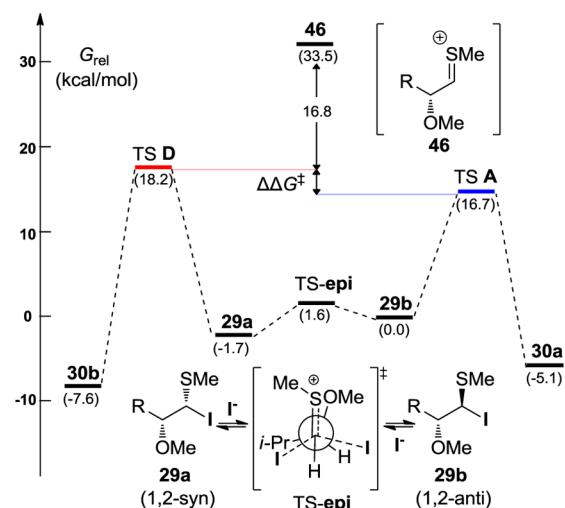 46
(33.5)
G rel
(kcal/mol)
30
20
10
0
-10
16.8
ΔΔG‡
TS D
(18.2)
TS A
(16.7)
TS-epi
(1.6)
29a
(-1.7)
29b
(0.0)
30b
(-7.6)
30a
(-5.1)
⊕
SMe
R
OMe
46
SMe
R
I
OMe
29a
(1,2-syn)
I-
Me ⊕
S OMe
i-Pr
I I
H H
‡
TS-epi
I-
SMe
R
I
OMe
29b
(1,2-anti)